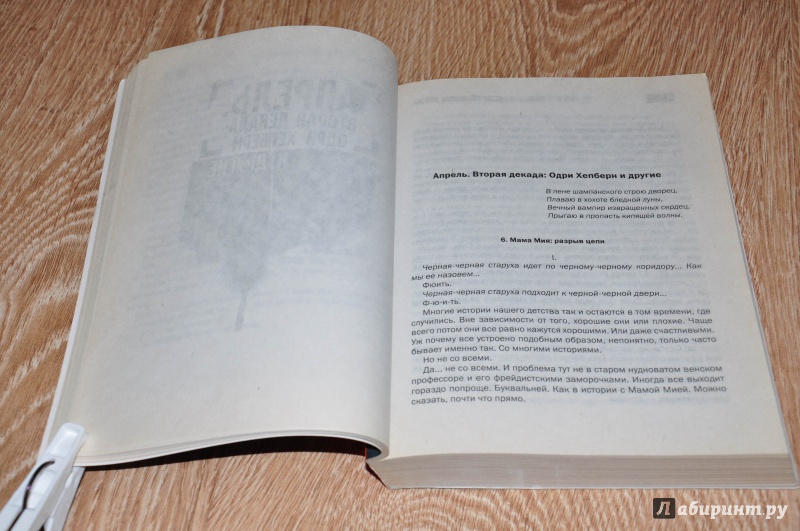 Апрель. Вторая декада: Одри Хепберн и другие
В пене шампанского строю дворец,
Плаваю в хохоте бледной луны,
Вечный вампир извращенных сердец,
Прыгаю в пропасть кипящей волны.
6. Мама Мия: разрыв цепи
I.
Черная-черная старуха идет по черному-черному коридору... Как
мы ее назовем...
Фюить.
Черная-черная старуха подходит к черной-черной двери...
Ф-ю-и-ть.
Многие истории нашего детства так и остаются в том времени, где
случились. Вне зависимости от того, хорошие они или плохие. Чаще
всего потом они все равно кажутся хорошими. Или даже счастливыми.
Уж почему все устроено подобным образом, непонятно, только часто
бывает именно так. Со многими историями.
Но не со всеми.
Да... не со всеми. И проблема тут не в старом нудноватом венском
профессоре и его фрейдистских заморочках. Иногда все выходит
гораздо попроще. Буквальней. Как в истории с Мамой Мией. Можно
сказать, почти что прямо.
Лабиринт.ру